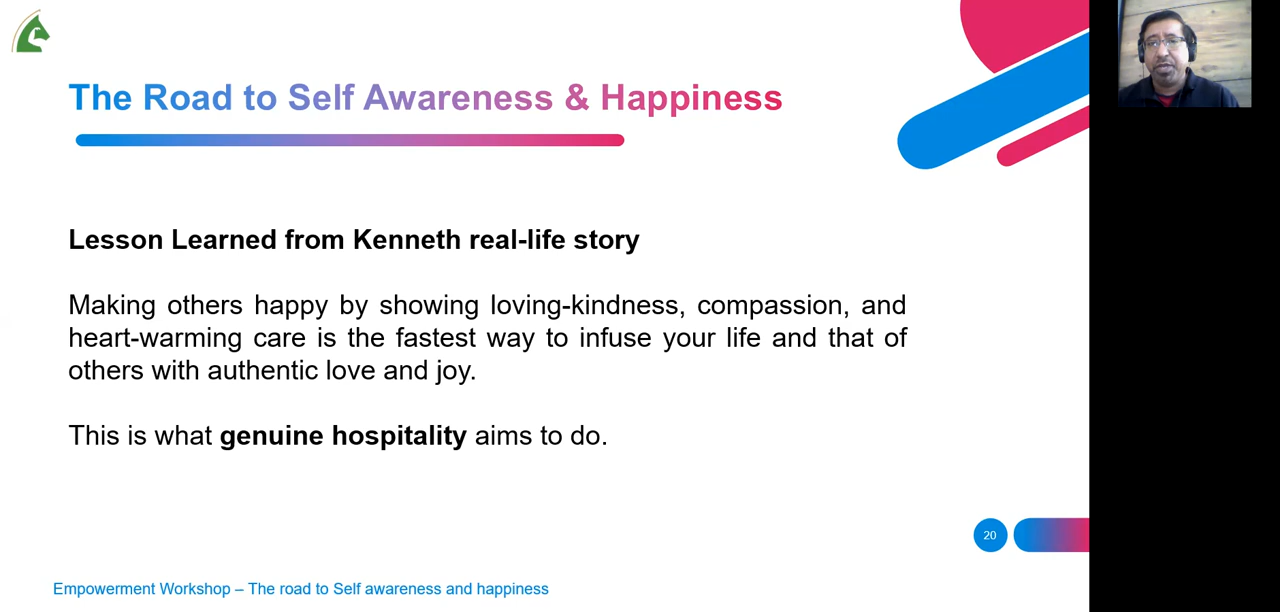 The Road to Self Awareness & Happiness
Lesson Learned from Kenneth real-life story
Making others happy by showing loving-kindness, compassion, and
heart-warming care is the fastest way to infuse your life and that of
others with authentic love and joy.
This is what genuine hospitality aims to do.
20
Empowerment Workshop – The road to Self awareness and happiness